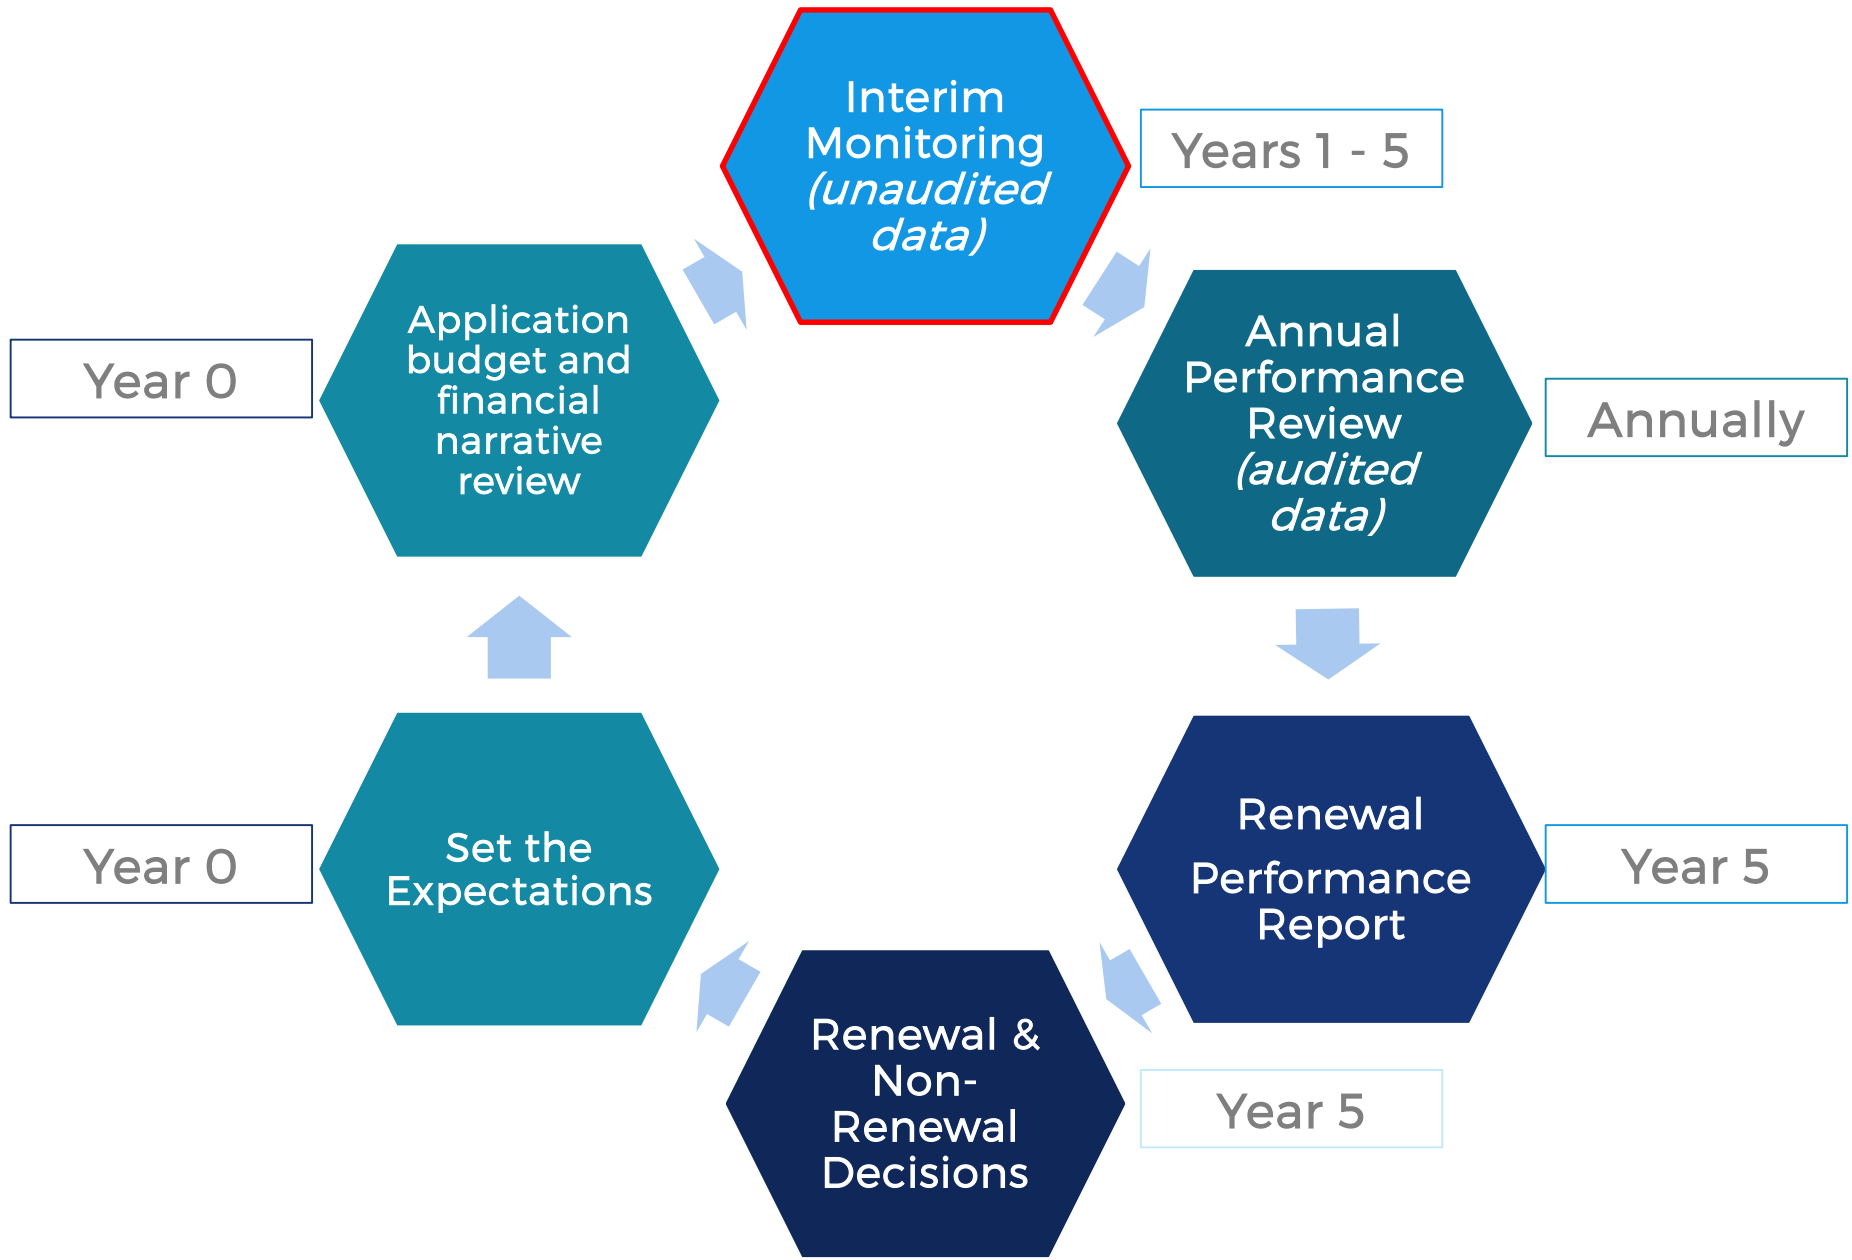 Interim
Monitoring
(unaudited
data)
Years 1 - 5
Application
budget and
financial
narrative
review
Year 0
Annual
Performance
Review
(audited
data)
Annually
Set the
Expectations
Year 0
Renewal
Performance
Report
Year 5
Renewal &
Non-
Renewal
Decisions
Year 5